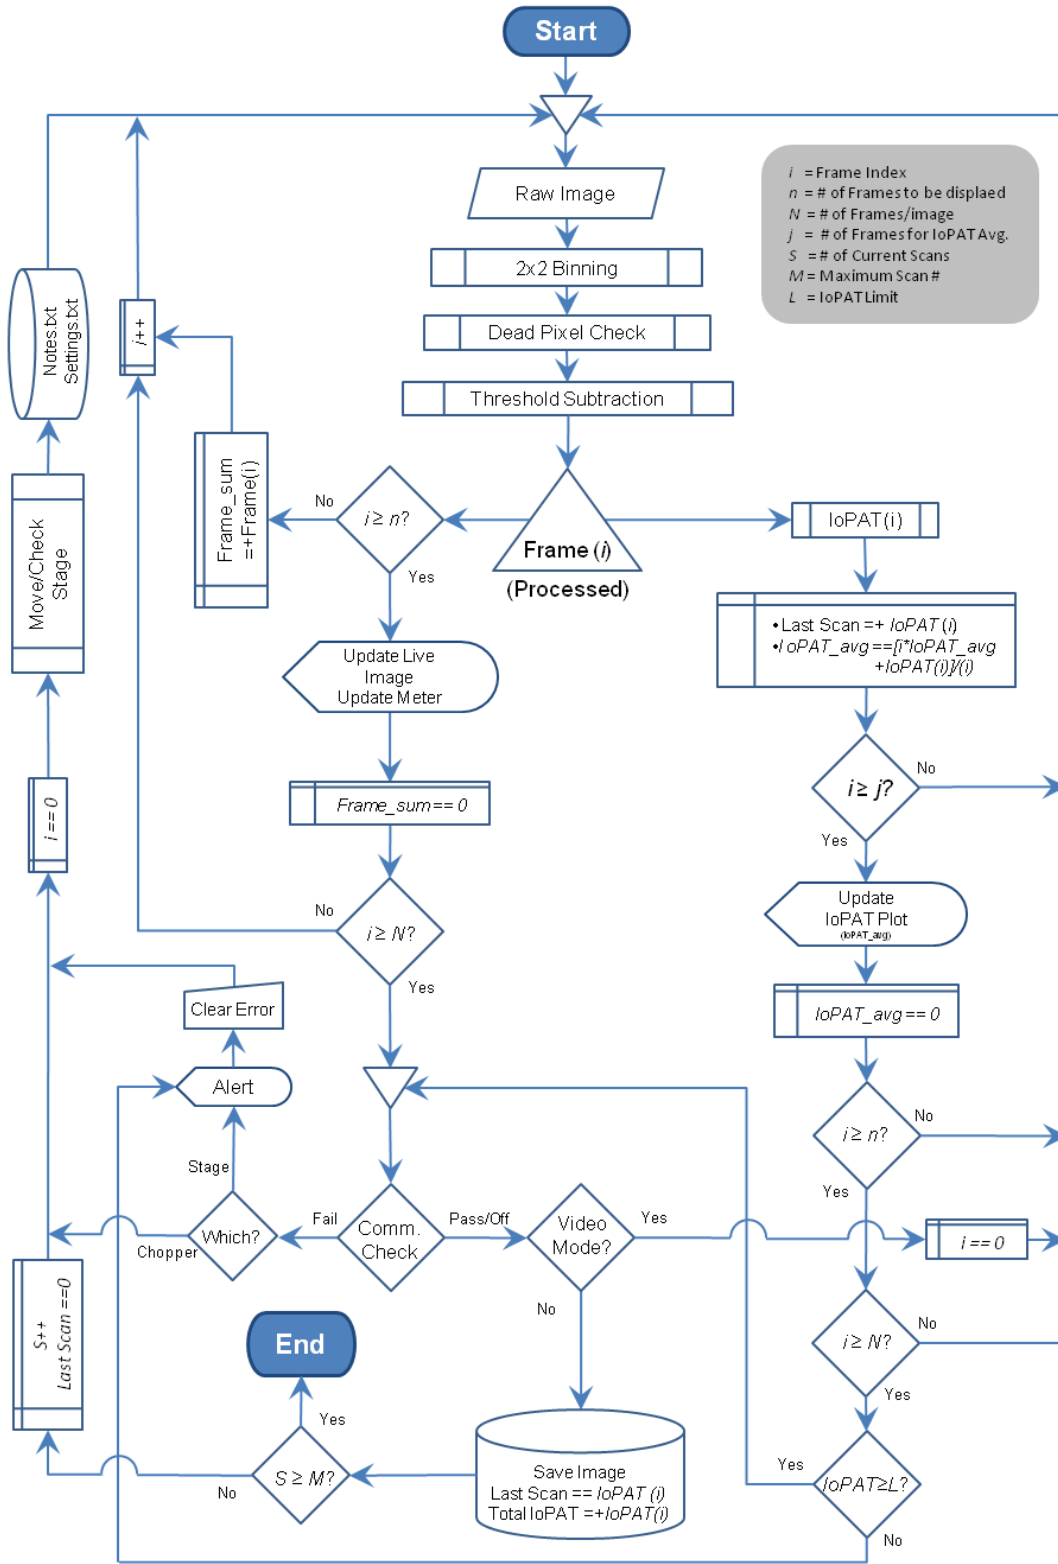 Start
i = Frame Index
n = # of Frames to be displaed
N = # of Frames/image
j = # of Frames for IoPAT Avg.
S = # of Current Scans
M = Maximum Scan #
L = IoPAT Limit
Raw Image
2x2 Binning
Dead Pixel Check
Threshold Subtraction
Notes.txt
Settings.txt
i++
Frame_sum
=+Frame(i)
No
i ≥ n?
Yes
Frame (i)
(Processed)
IoPAT(i)
Move/Check
Stage
•Last Scan =+ IoPAT (i)
•IoPAT_avg ==[i*IoPAT_avg
+IoPAT(i)]/(i)
Update Live
Image
Update Meter
i ≥ j?
No
Yes
i == 0
Frame_sum == 0
Update
IoPAT Plot
(IoPAT_avg)
No
i ≥ N?
Yes
Clear Error
IoPAT_avg == 0
Alert
i ≥ n?
No
Yes
Stage
Which?
Chopper
Fail
Comm.
Check
Pass/Off
Video
Mode?
Yes
No
i == 0
S++
Last Scan ==0
End
i ≥ N?
No
Yes
Yes
S ≥ M?
No
Save Image
Last Scan == IoPAT (i)
Total IoPAT =+IoPAT(i)
Yes
IoPAT≥L?
No